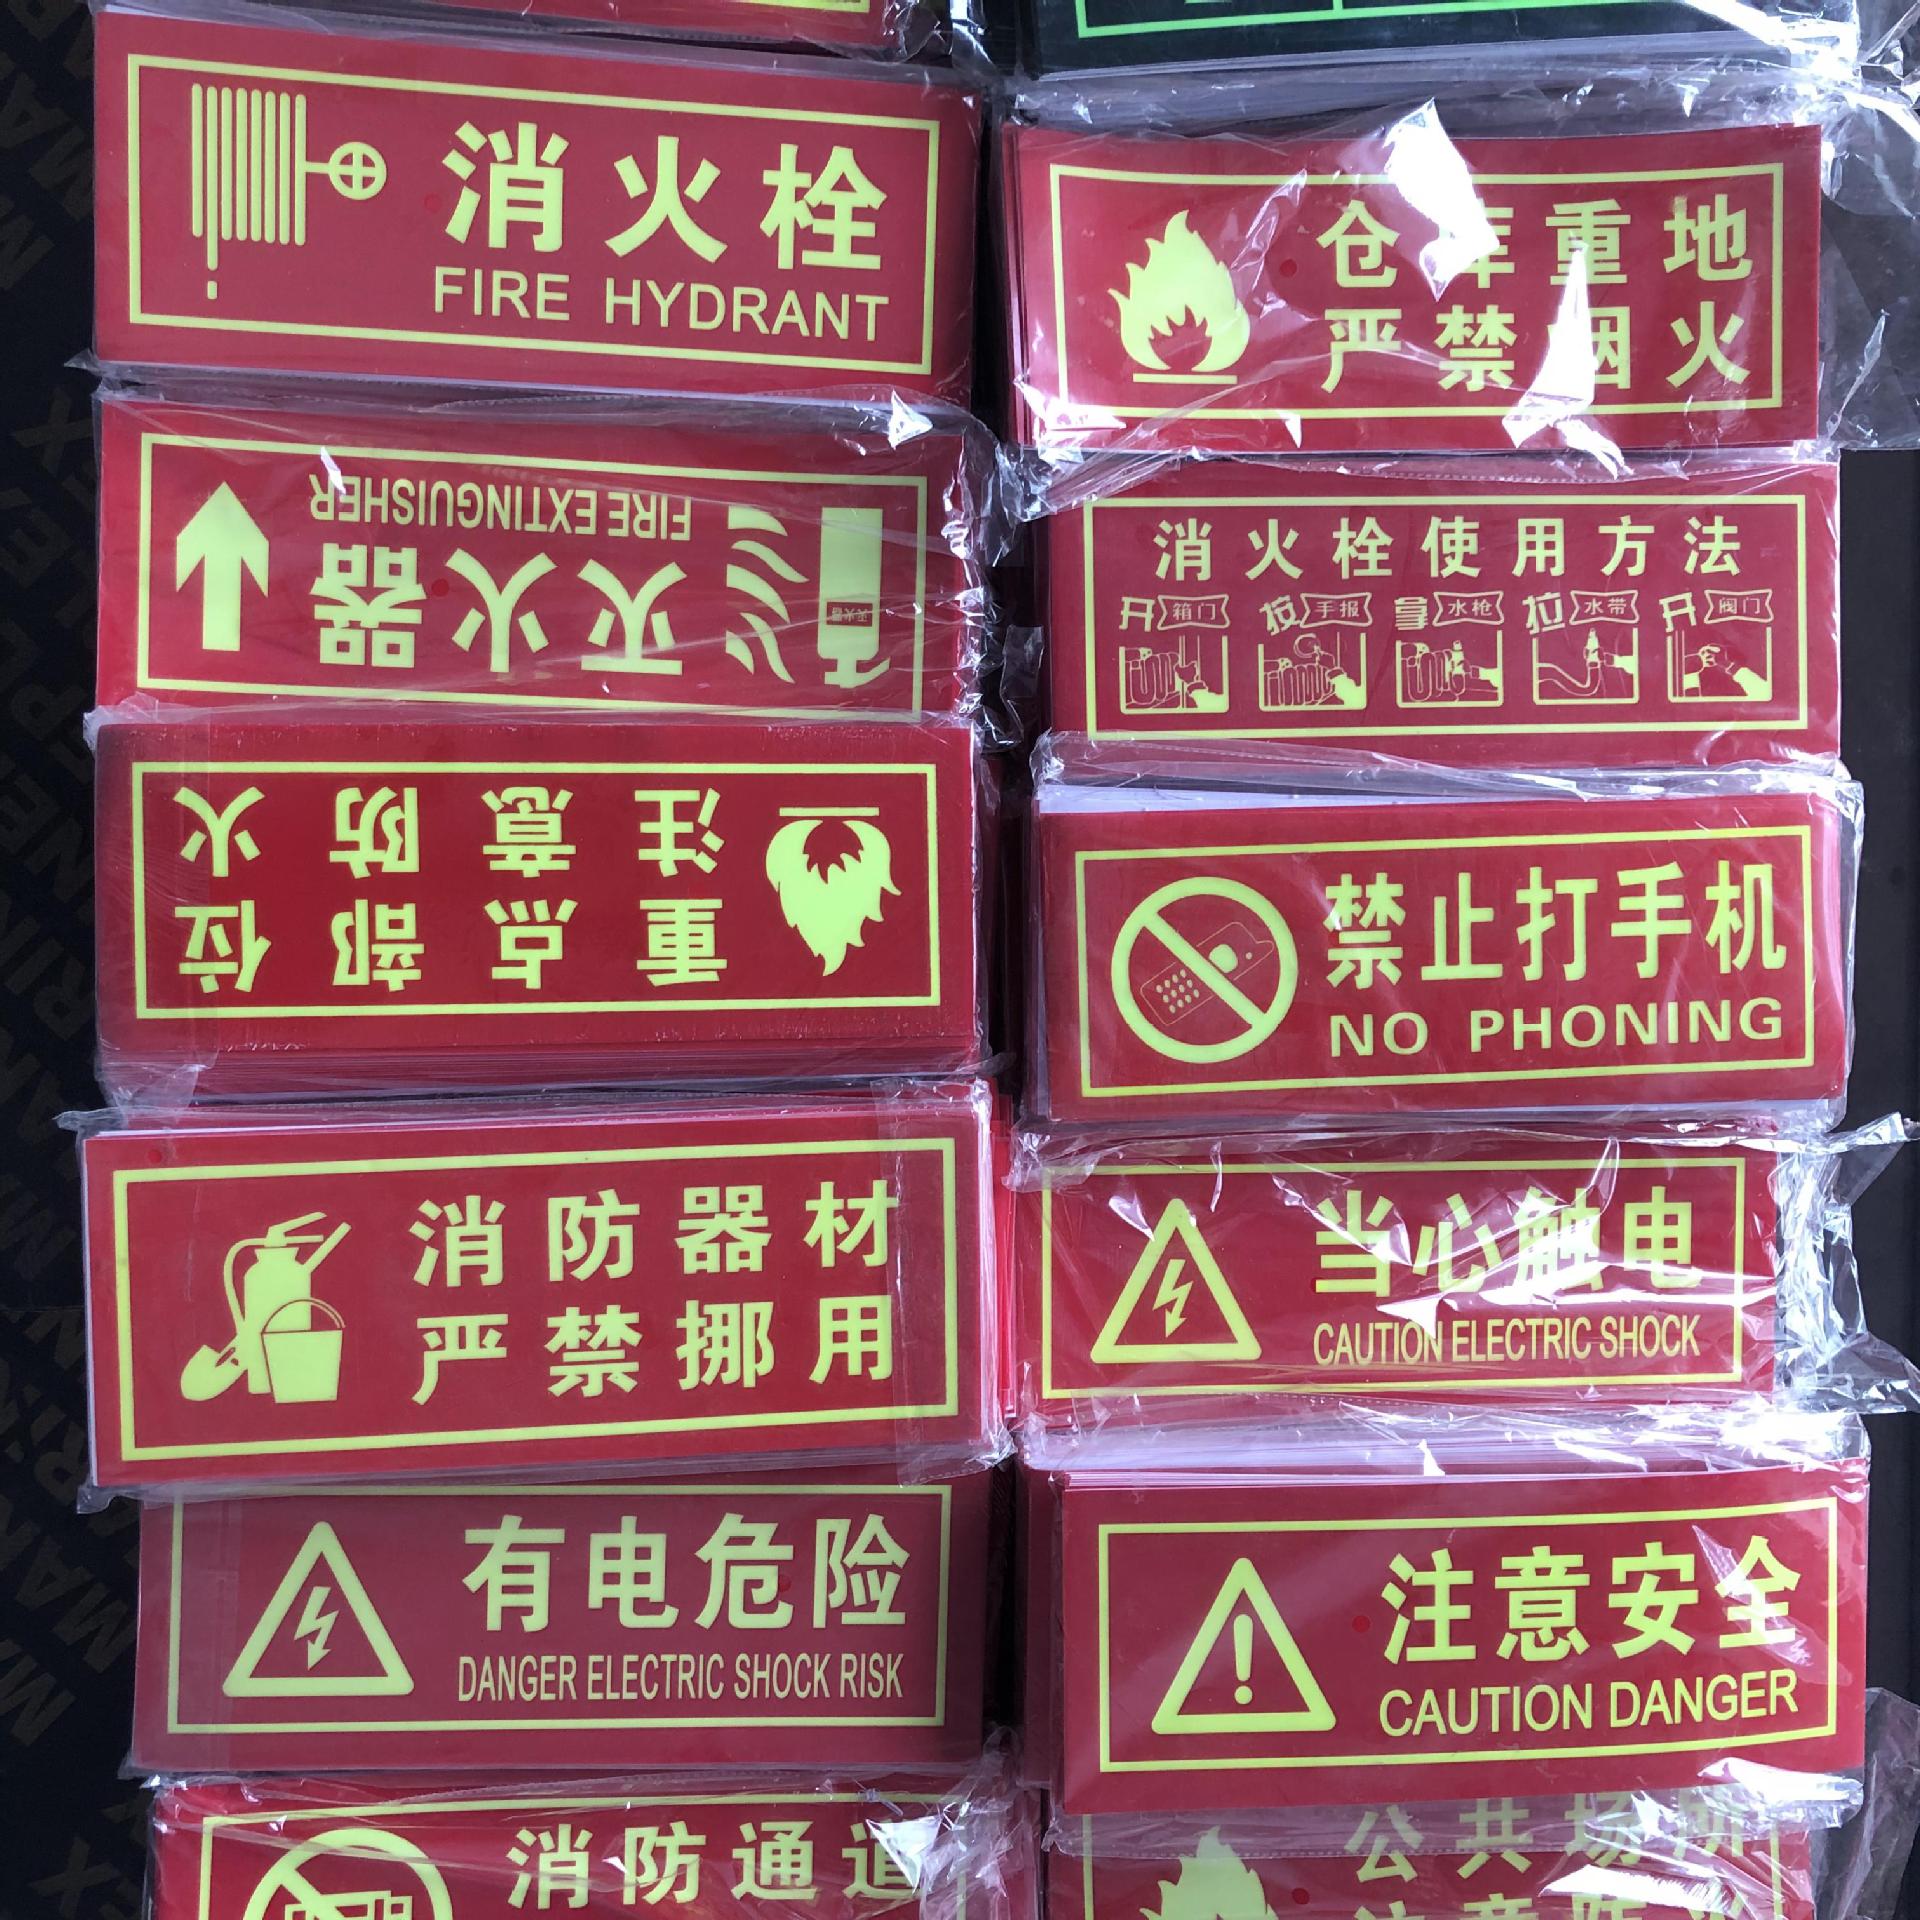 消火栓
FIRE HYDRANT
灭火器
FIRE EXTINGUISHER
重点部位
注意防火
消防器材
严禁挪用
有电危险
DANGER ELECTRIC SHOCK RISK
消防通道
仓库重地
严禁烟火
消火栓使用方法
开箱门 按手报 拿水枪 拉水带 开阀门
禁止打手机
NO PHONING
当心触电
CAUTION ELECTRIC SHOCK
注意安全
CAUTION DANGER
公共场所
注意防火